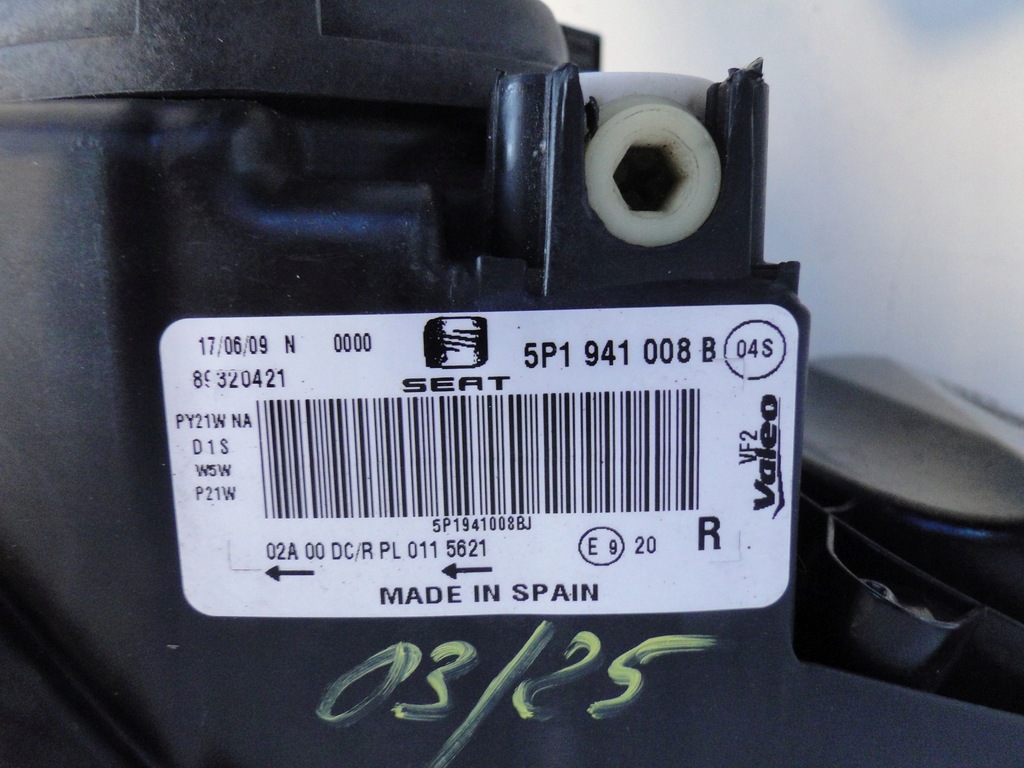 17/06/09 N 0000
89320421
SEAT
5P1 941 008 B 04S
PY21W NA
D1S
W5W
P21W
VF2
Valeo
5P1941008BJ
02A 00 DC/R PL 011 5621
E 9 20
R
MADE IN SPAIN
03/25